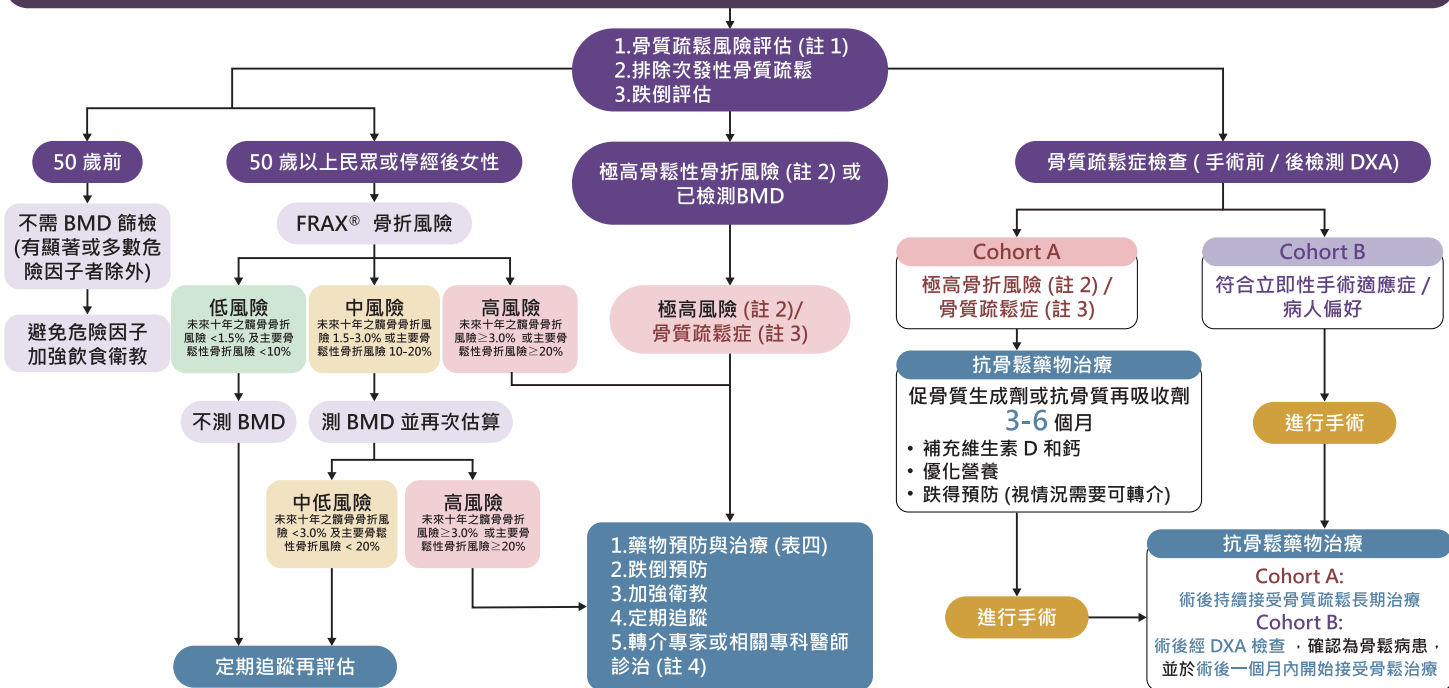 1.骨質疏鬆風險評估 (註 1)
2.排除次發性骨質疏鬆
3.跌倒評估
50 歲前
50 歲以上民眾或停經後女性
極高骨鬆性骨折風險 (註 2) 或
已檢測BMD
骨質疏鬆症檢查 ( 手術前 / 後檢測 DXA)
不需 BMD 篩檢
(有顯著或多數危
險因子者除外)
避免危險因子
加強飲食衛教
FRAX® 骨折風險
低風險
未來十年之髖骨骨折
風險 <1.5% 及主要骨
鬆性骨折風險 <10%
中風險
未來十年之髖骨骨折風
險 1.5-3.0% 或主要骨
鬆性骨折風險 10–20%
高風險
未來十年之髖骨骨折
風險≥3.0% 或主要骨
鬆性骨折風險≥20%
極高風險 (註 2)/
骨質疏鬆症 (註 3)
不測 BMD
測 BMD 並再次估算
中低風險
未來十年之髖骨骨折風
險 <3.0% 及主要骨鬆
性骨折風險 < 20%
高風險
未來十年之髖骨骨折
風險≥3.0% 或主要骨
鬆性骨折風險≥20%
定期追蹤再評估
1.藥物預防與治療 (表四)
2.跌倒預防
3.加強衛教
4.定期追蹤
5.轉介專家或相關專科醫師
診治 (註 4)
Cohort A
極高骨折風險 (註 2) /
骨質疏鬆症 (註 3)
Cohort B
符合立即性手術適應症 /
病人偏好
抗骨鬆藥物治療
促骨質生成劑或抗骨質再吸收劑
3-6 個月
• 補充維生素 D 和鈣
• 優化營養
• 跌得預防 (視情況需要可轉介)
進行手術
進行手術
抗骨鬆藥物治療
Cohort A:
術後持續接受骨質疏鬆長期治療
Cohort B:
術後經 DXA 檢查，確認為骨鬆病患，
並於術後一個月內開始接受骨鬆治療